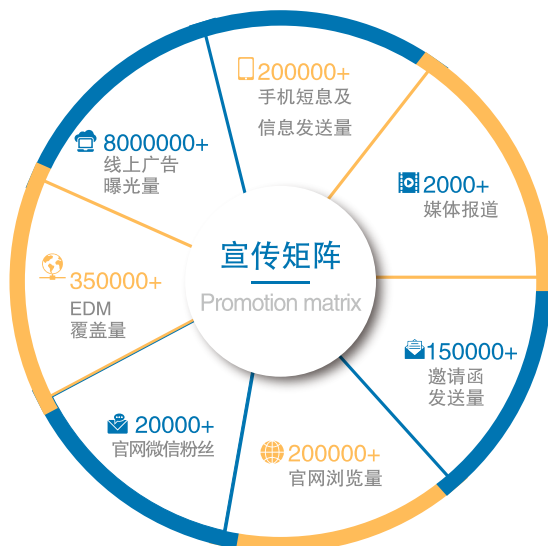 200000+
手机短息及
信息发送量
2000+
媒体报道
150000+
邀请函
发送量
200000+
官网浏览量
20000+
官网微信粉丝
350000+
EDM
覆盖量
8000000+
线上广告
曝光量
宣传矩阵
Promotion matrix